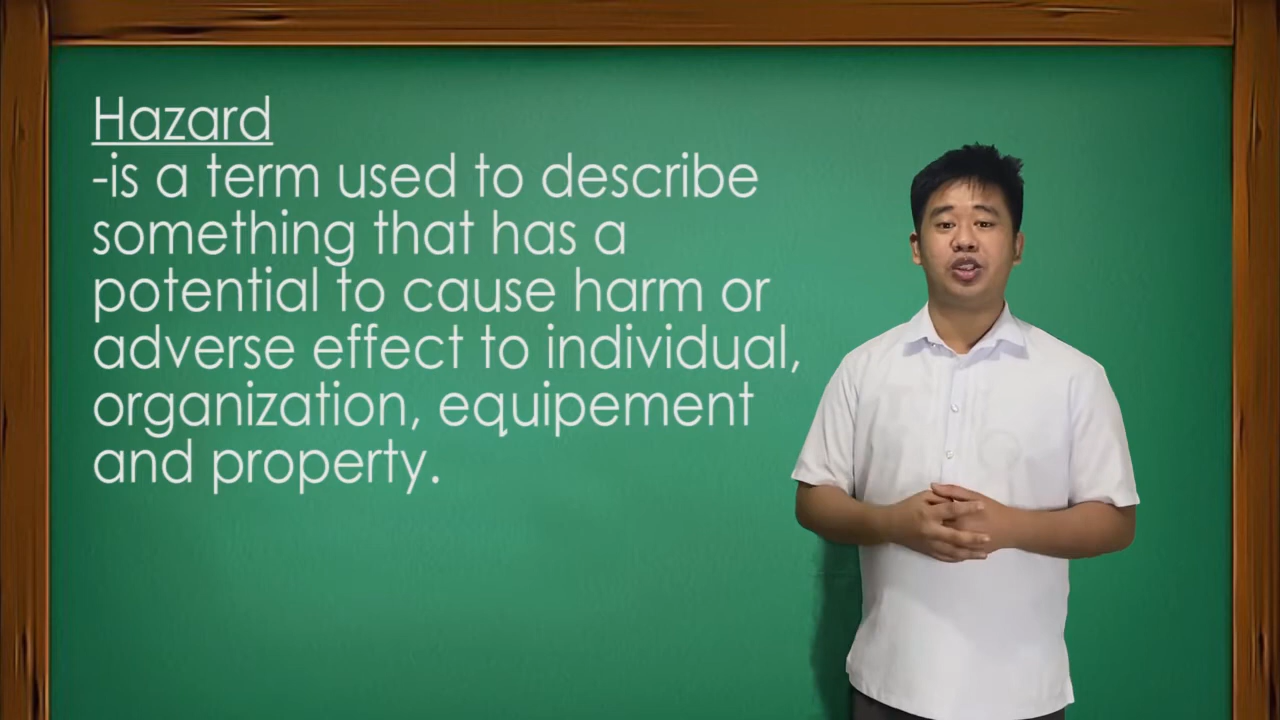 Hazard
-is a term used to describe
something that has a
potential to cause harm or
adverse effect to individual,
organization, equipement
and property.